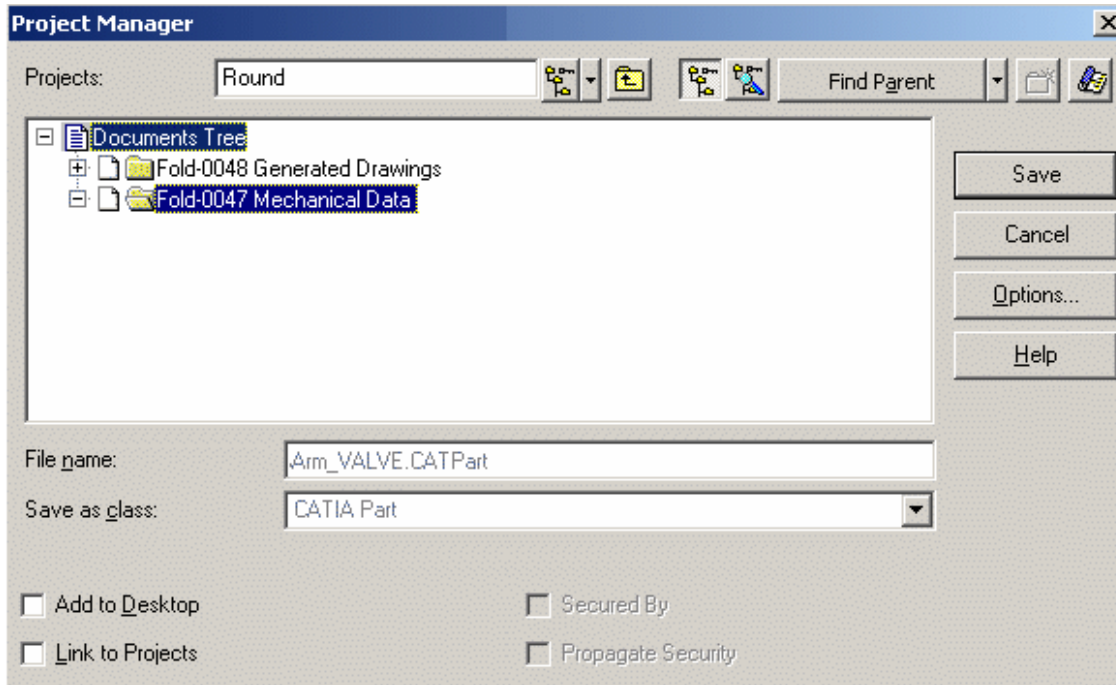 Project Manager
Projects: Round Find Parent
Documents Tree
Fold-0048 Generated Drawings
Fold-0047 Mechanical Data
Save
Cancel
Options...
Help
File name: Arm_VALVE.CATPart
Save as class: CATIA Part
Add to Desktop Secured By
Link to Projects Propagate Security